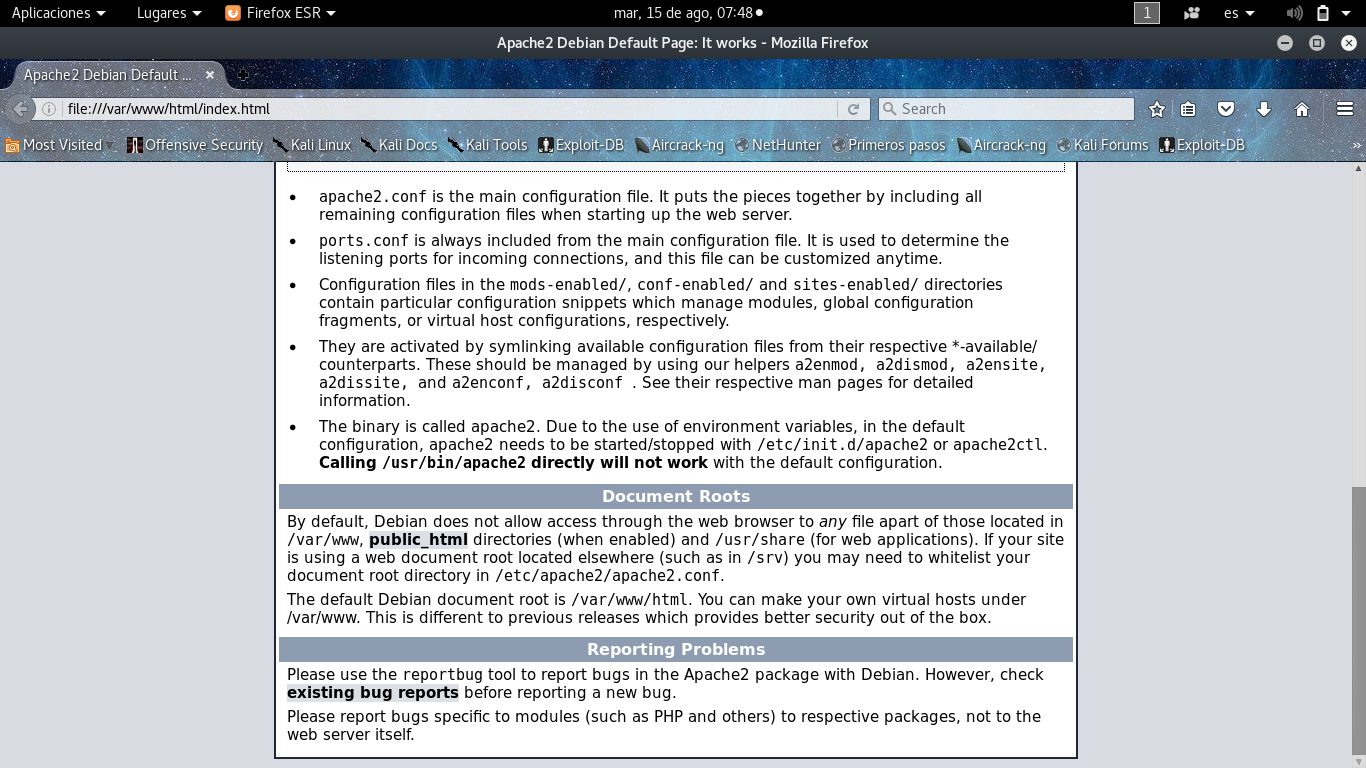 Aplicaciones Lugares Firefox ESR mar, 15 de ago, 07:48 1 es
Apache2 Debian Default Page: It works - Mozilla Firefox
Apache2 Debian Default ...
file:///var/www/html/index.html Search
Most Visited Offensive Security Kali Linux Kali Docs Kali Tools Exploit-DB Aircrack-ng NetHunter Primeros pasos Aircrack-ng Kali Forums Exploit-DB »
• apache2.conf is the main configuration file. It puts the pieces together by including all
remaining configuration files when starting up the web server.
• ports.conf is always included from the main configuration file. It is used to determine the
listening ports for incoming connections, and this file can be customized anytime.
• Configuration files in the mods-enabled/, conf-enabled/ and sites-enabled/ directories
contain particular configuration snippets which manage modules, global configuration
fragments, or virtual host configurations, respectively.
• They are activated by symlinking available configuration files from their respective *-available/
counterparts. These should be managed by using our helpers a2enmod, a2dismod, a2ensite,
a2dissite, and a2enconf, a2disconf . See their respective man pages for detailed
information.
• The binary is called apache2. Due to the use of environment variables, in the default
configuration, apache2 needs to be started/stopped with /etc/init.d/apache2 or apache2ctl.
Calling /usr/bin/apache2 directly will not work with the default configuration.
Document Roots
By default, Debian does not allow access through the web browser to any file apart of those located in
/var/www, public_html directories (when enabled) and /usr/share (for web applications). If your site
is using a web document root located elsewhere (such as in /srv) you may need to whitelist your
document root directory in /etc/apache2/apache2.conf.
The default Debian document root is /var/www/html. You can make your own virtual hosts under
/var/www. This is different to previous releases which provides better security out of the box.
Reporting Problems
Please use the reportbug tool to report bugs in the Apache2 package with Debian. However, check
existing bug reports before reporting a new bug.
Please report bugs specific to modules (such as PHP and others) to respective packages, not to the
web server itself.